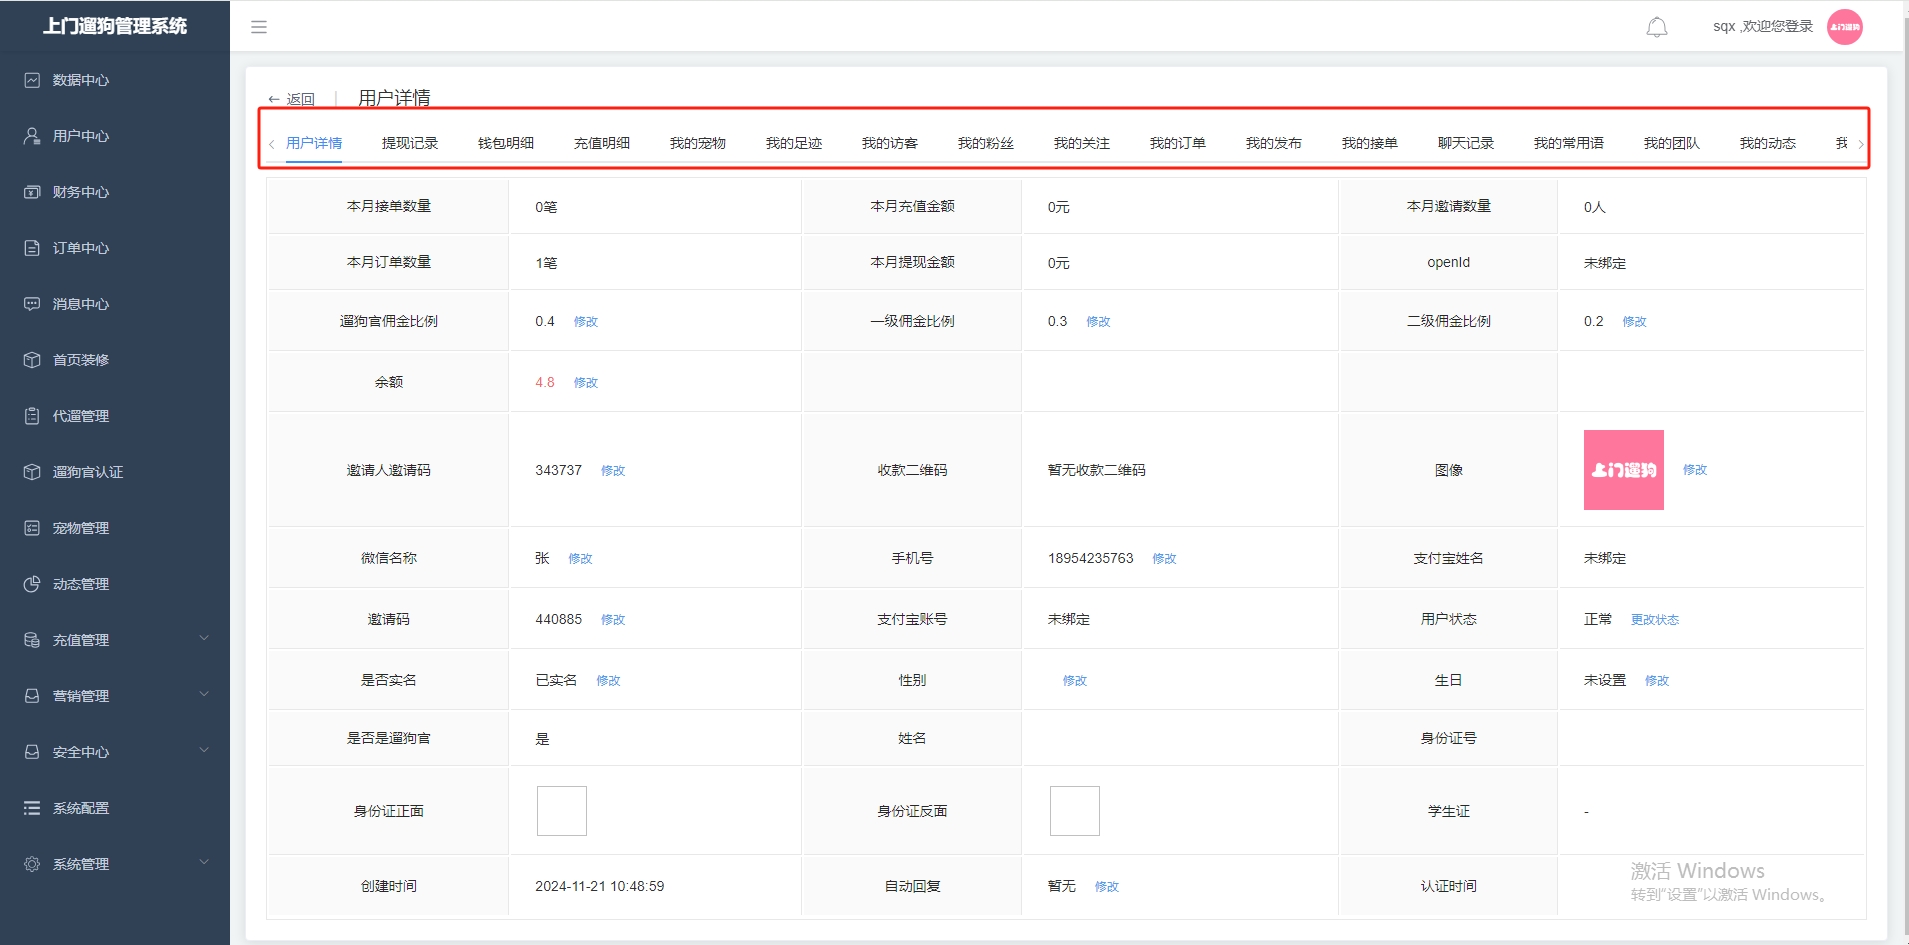 上门遛狗管理系统
sqx ,欢迎您登录
上门遛狗
数据中心
用户中心
财务中心
订单中心
消息中心
首页装修
代遛管理
遛狗官认证
宠物管理
动态管理
充值管理
营销管理
安全中心
系统配置
系统管理
← 返回 | 用户详情
用户详情 提现记录 钱包明细 充值明细 我的宠物 我的足迹 我的访客 我的粉丝 我的关注 我的订单 我的发布 我的接单 聊天记录 我的常用语 我的团队 我的动态 我
本月接单数量 0笔 本月充值金额 0元 本月邀请数量 0人
本月订单数量 1笔 本月提现金额 0元 openId 未绑定
遛狗官佣金比例 0.4 修改 一级佣金比例 0.3 修改 二级佣金比例 0.2 修改
余额 4.8 修改
邀请人邀请码 343737 修改 收款二维码 暂无收款二维码 图像 上门遛狗 修改
微信名称 张 修改 手机号 18954235763 修改 支付宝姓名 未绑定
邀请码 440885 修改 支付宝账号 未绑定 用户状态 正常 更改状态
是否实名 已实名 修改 性别 修改 生日 未设置 修改
是否是遛狗官 是 姓名 身份证号
身份证正面 身份证反面 学生证 -
创建时间 2024-11-21 10:48:59 自动回复 暂无 修改 认证时间
激活 Windows
转到"设置"以激活 Windows。